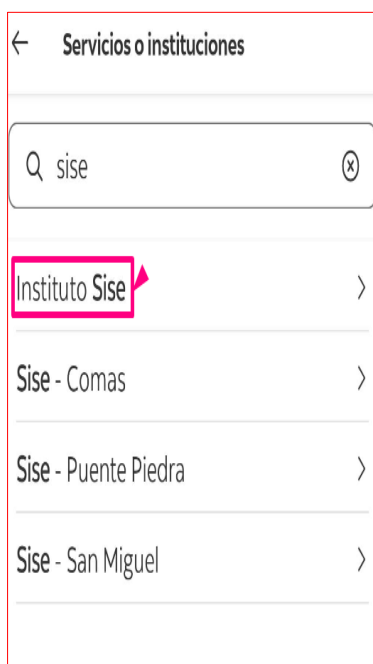 Servicios o instituciones
sise
Instituto Sise
Sise - Comas
Sise - Puente Piedra
Sise - San Miguel